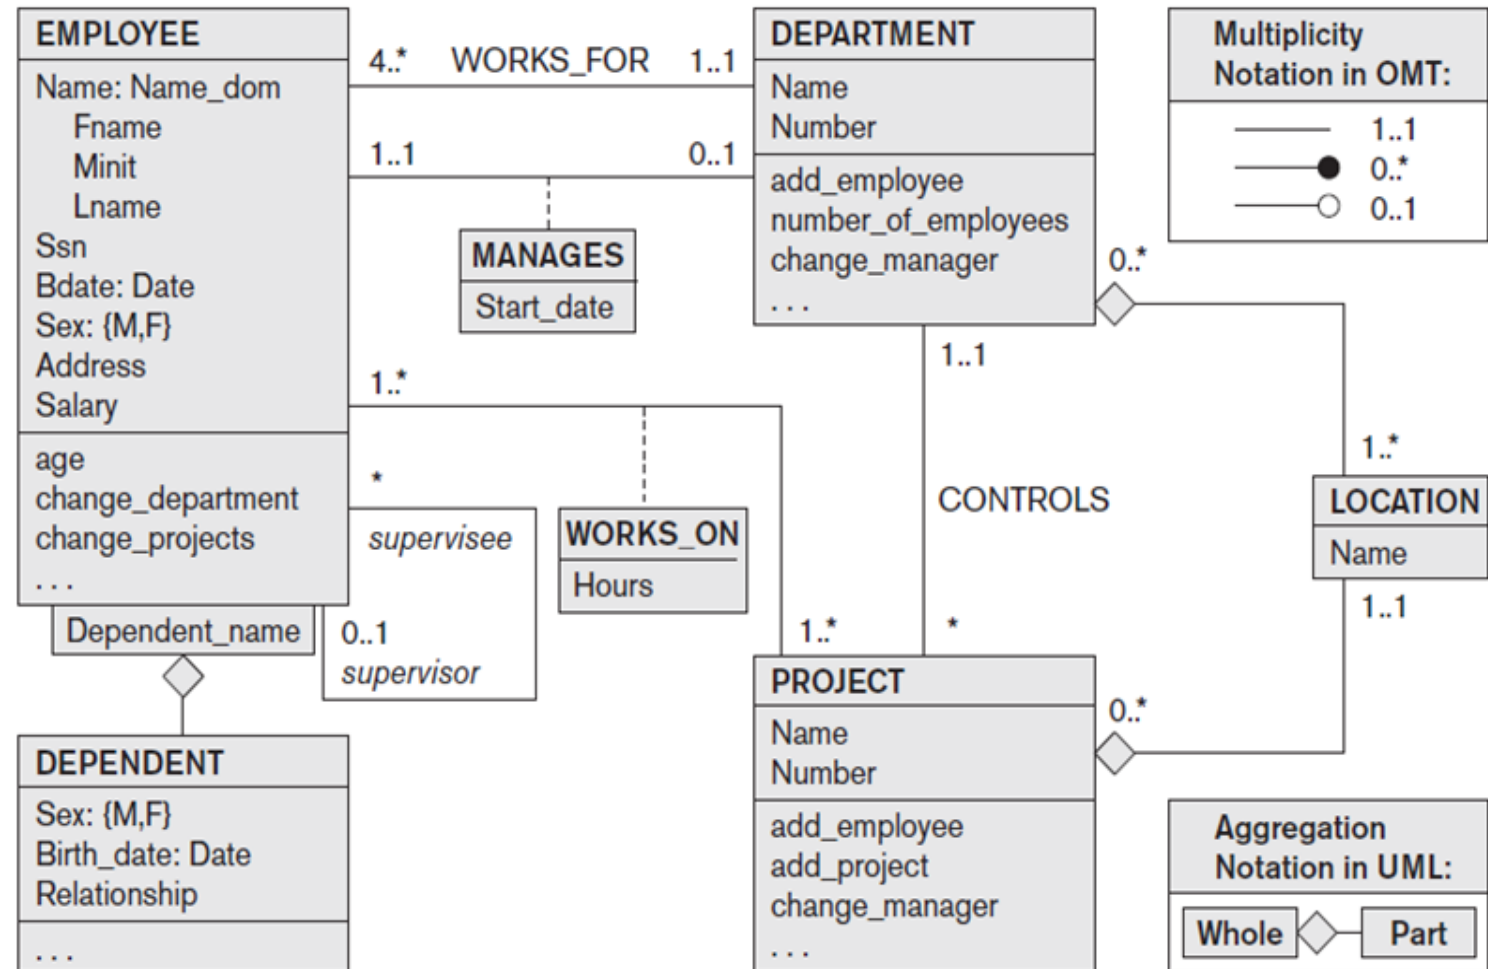 EMPLOYEE
Name: Name_dom
Fname
Minit
Lname
Ssn
Bdate: Date
Sex: {M,F}
Address
Salary
age
change_department
change_projects
. . .
Dependent_name
4..*
WORKS_FOR
1..1
1..1
0..1
MANAGES
Start_date
1..*
*
supervisee
0..1
supervisor
WORKS_ON
Hours
1..*
DEPARTMENT
Name
Number
add_employee
number_of_employees
change_manager
. . .
0..*
1..1
CONTROLS
*
Multiplicity
Notation in OMT:
1..1
0..*
0..1
1..*
LOCATION
Name
1..1
0..*
DEPENDENT
Sex: {M,F}
Birth_date: Date
Relationship
. . .
PROJECT
Name
Number
add_employee
add_project
change_manager
. . .
Aggregation
Notation in UML:
Whole
Part